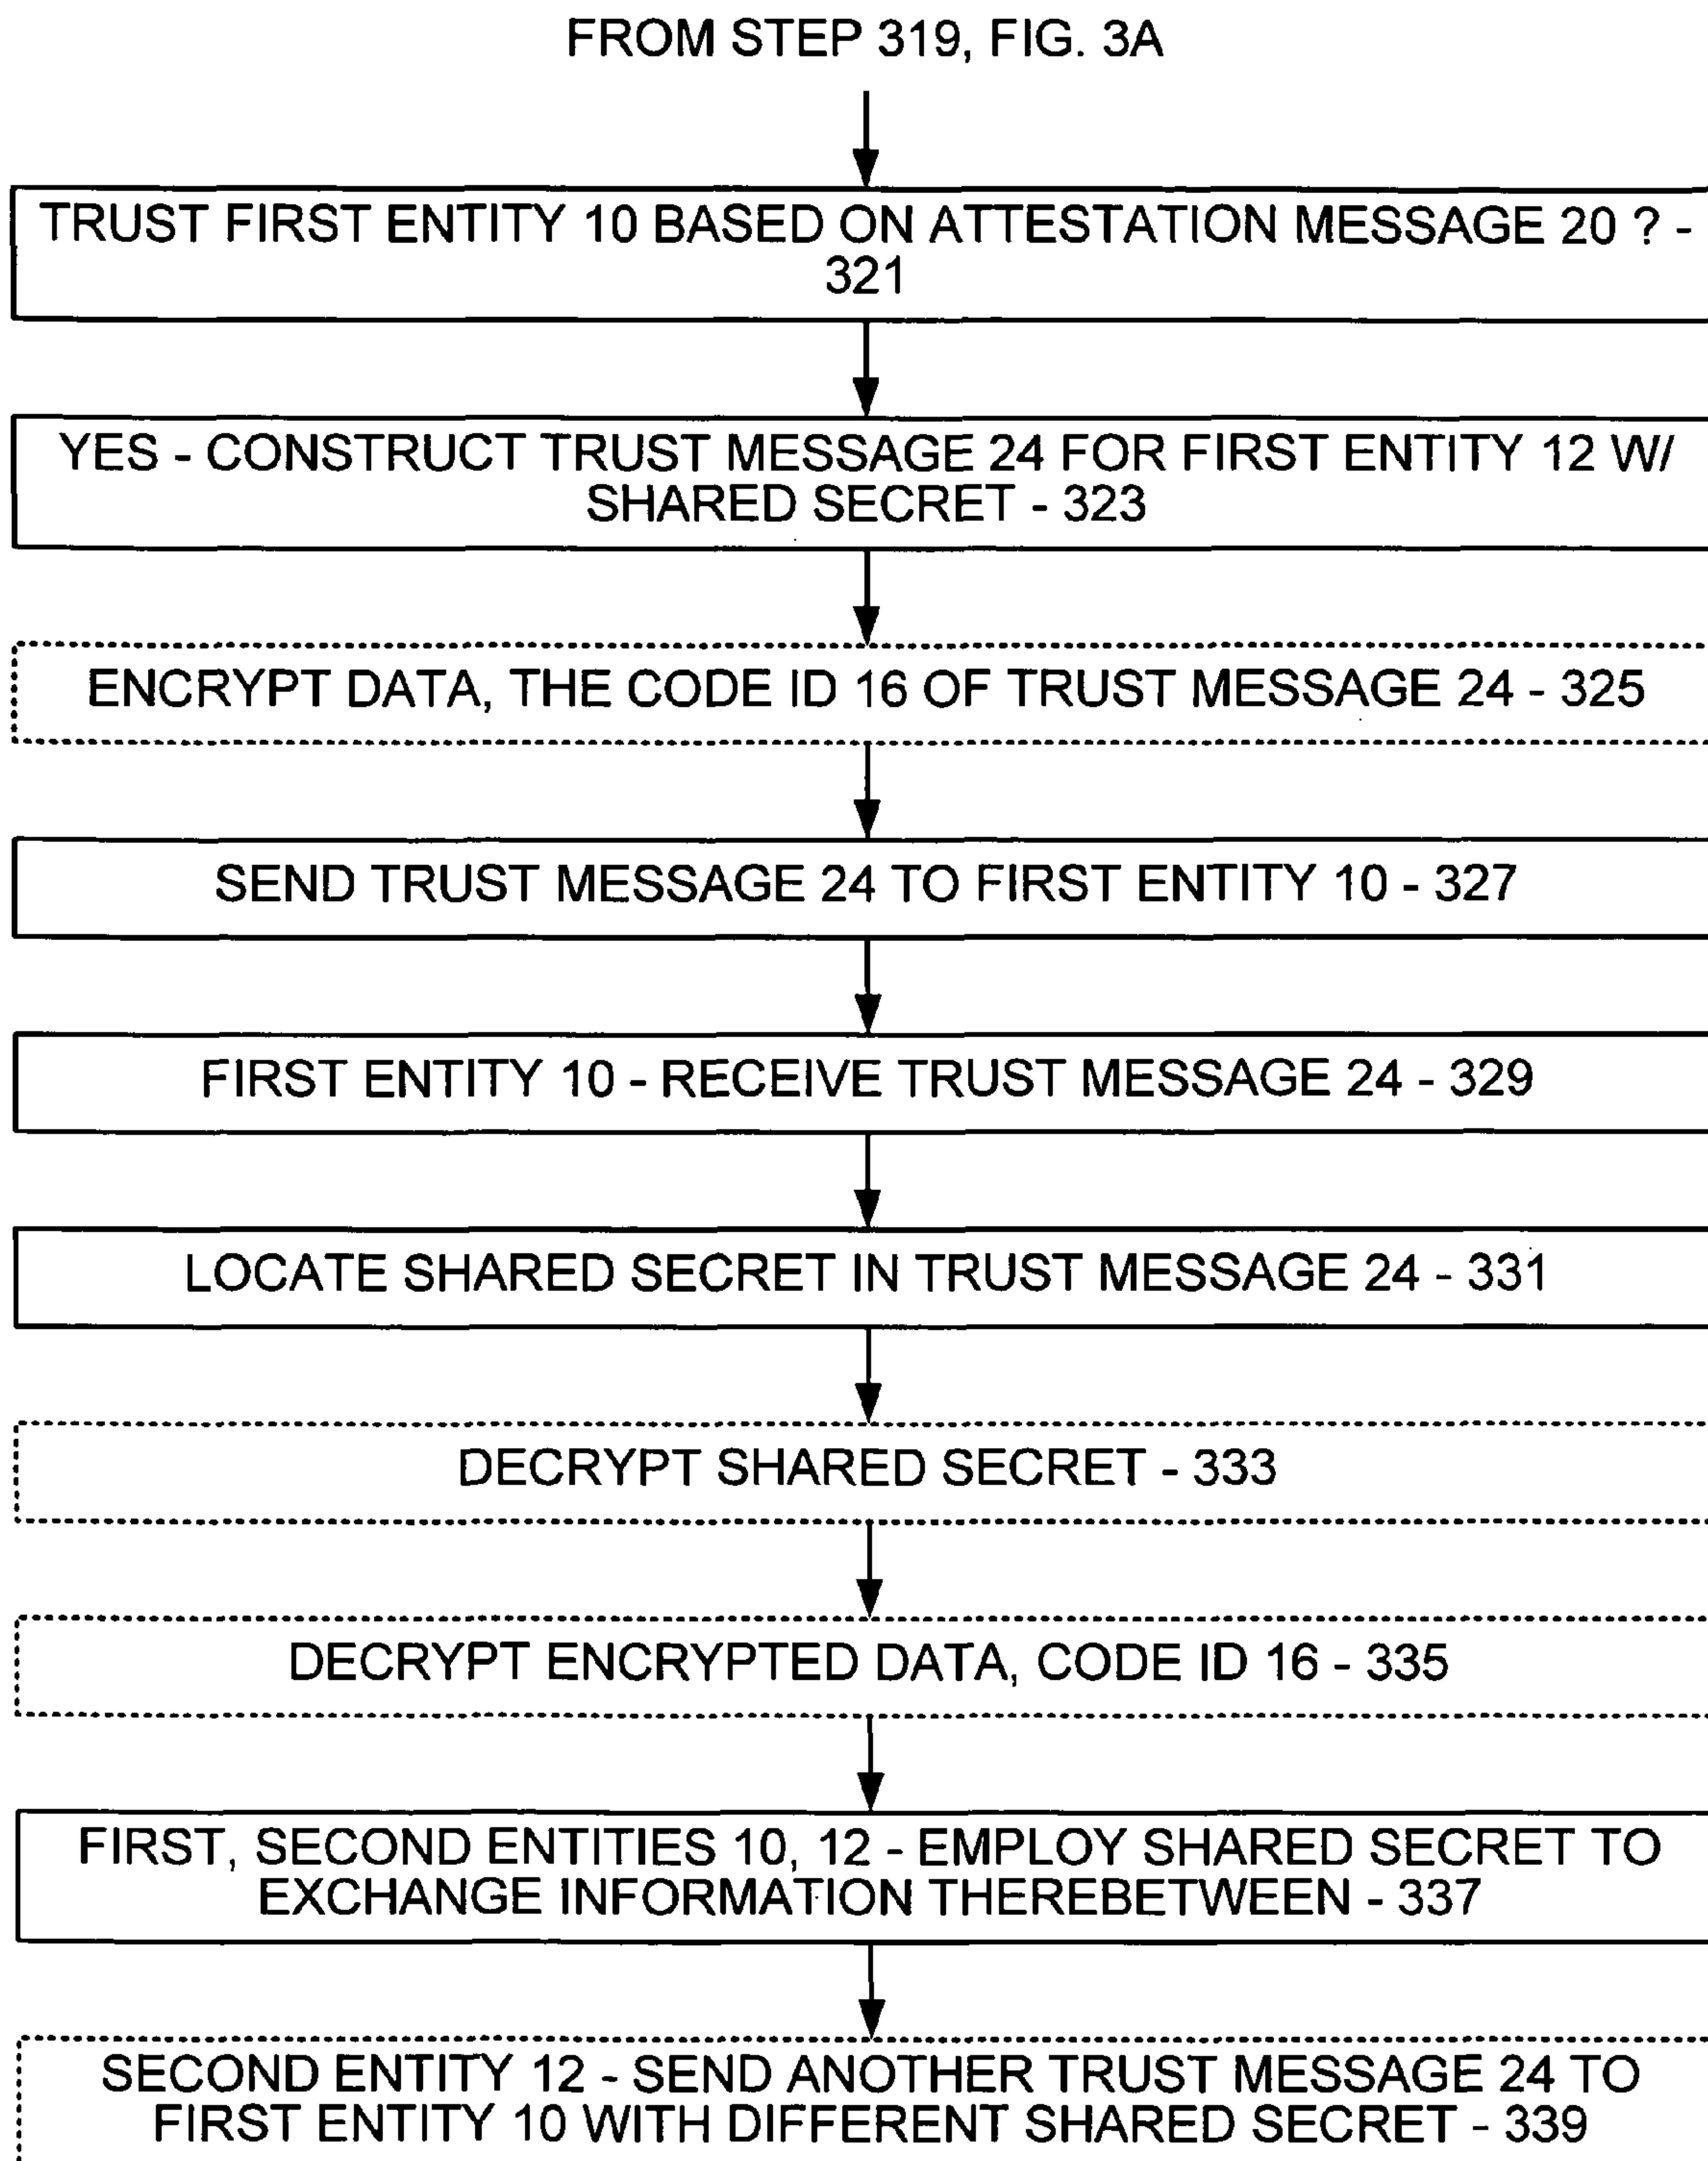 FROM STEP 319, FIG. 3A
TRUST FIRST ENTITY 10 BASED ON ATTESTATION MESSAGE 20 ? -
321
YES - CONSTRUCT TRUST MESSAGE 24 FOR FIRST ENTITY 12 W/
SHARED SECRET - 323
ENCRYPT DATA, THE CODE ID 16 OF TRUST MESSAGE 24 - 325
SEND TRUST MESSAGE 24 TO FIRST ENTITY 10 - 327
FIRST ENTITY 10 - RECEIVE TRUST MESSAGE 24 - 329
LOCATE SHARED SECRET IN TRUST MESSAGE 24 - 331
DECRYPT SHARED SECRET - 333
DECRYPT ENCRYPTED DATA, CODE ID 16 - 335
FIRST, SECOND ENTITIES 10, 12 - EMPLOY SHARED SECRET TO
EXCHANGE INFORMATION THEREBETWEEN - 337
SECOND ENTITY 12 - SEND ANOTHER TRUST MESSAGE 24 TO
FIRST ENTITY 10 WITH DIFFERENT SHARED SECRET - 339